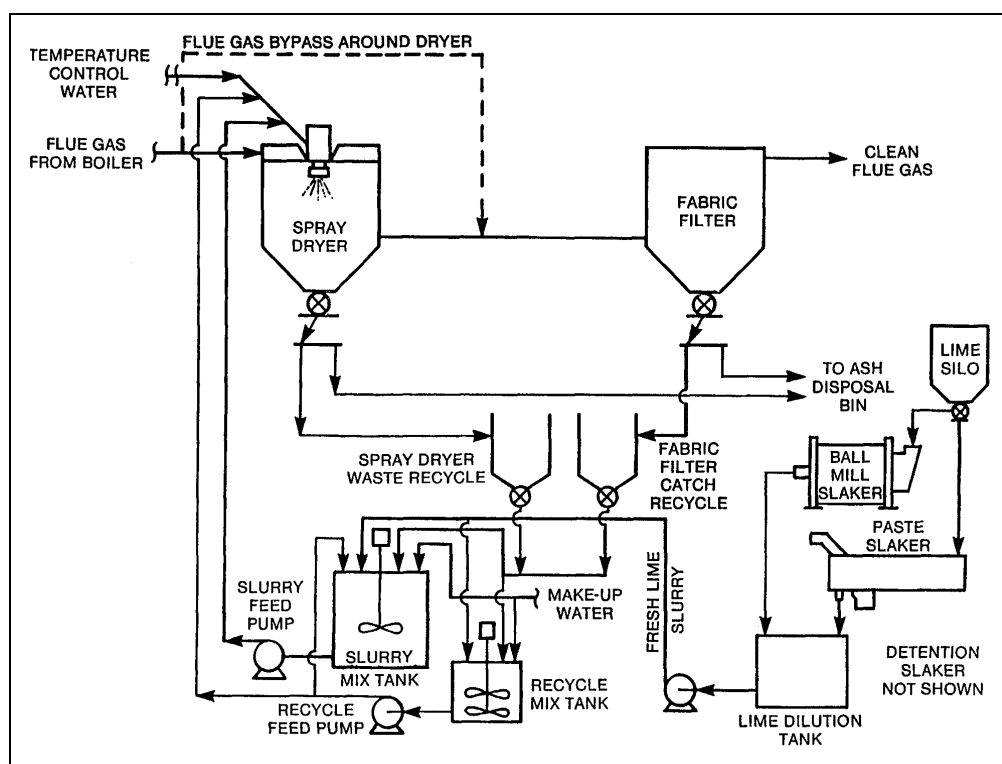 FLUE GAS BYPASS AROUND DRYER
TEMPERATURE
CONTROL
WATER
FLUE GAS
FROM BOILER
CLEAN
FLUE GAS
SPRAY
DRYER
FABRIC
FILTER
LIME
SILO
TO ASH
DISPOSAL
BIN
SPRAY DRYER
WASTE RECYCLE
FABRIC
FILTER
CATCH
RECYCLE
BALL
MILL
SLAKER
PASTE
SLAKER
MAKE-UP
WATER
FRESH LIME
SLURRY
SLURRY
FEED
PUMP
SLURRY
MIX TANK
RECYCLE
MIX TANK
RECYCLE
FEED PUMP
DETENTION
SLAKER
NOT SHOWN
LIME DILUTION
TANK